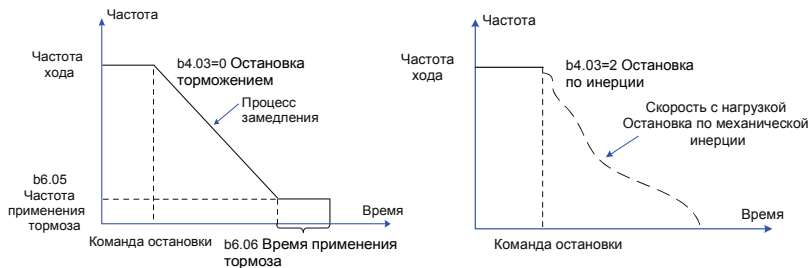 Частота
Частота
хода
b4.03=0 Остановка
торможением
Процесс
замедления
b6.05
Частота
применения
тормоза
Время
Команда остановки
b6.06 Время применения
тормоза
Частота
Частота
хода
b4.03=2 Остановка
по инерции
Скорость с нагрузкой
Остановка по механической
инерции
Время
Команда остановки